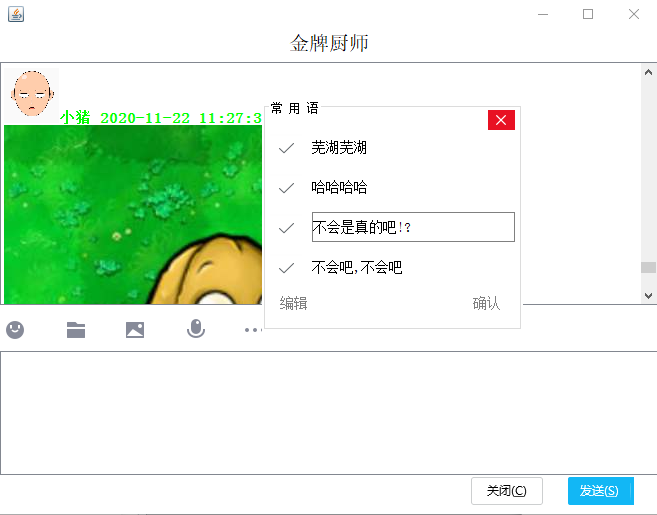 金牌厨师
小猪 2020-11-22 11:27:3
常用语
芜湖芜湖
哈哈哈哈
不会是真的吧!?
不会吧,不会吧
编辑 确认
关闭(C) 发送(S)